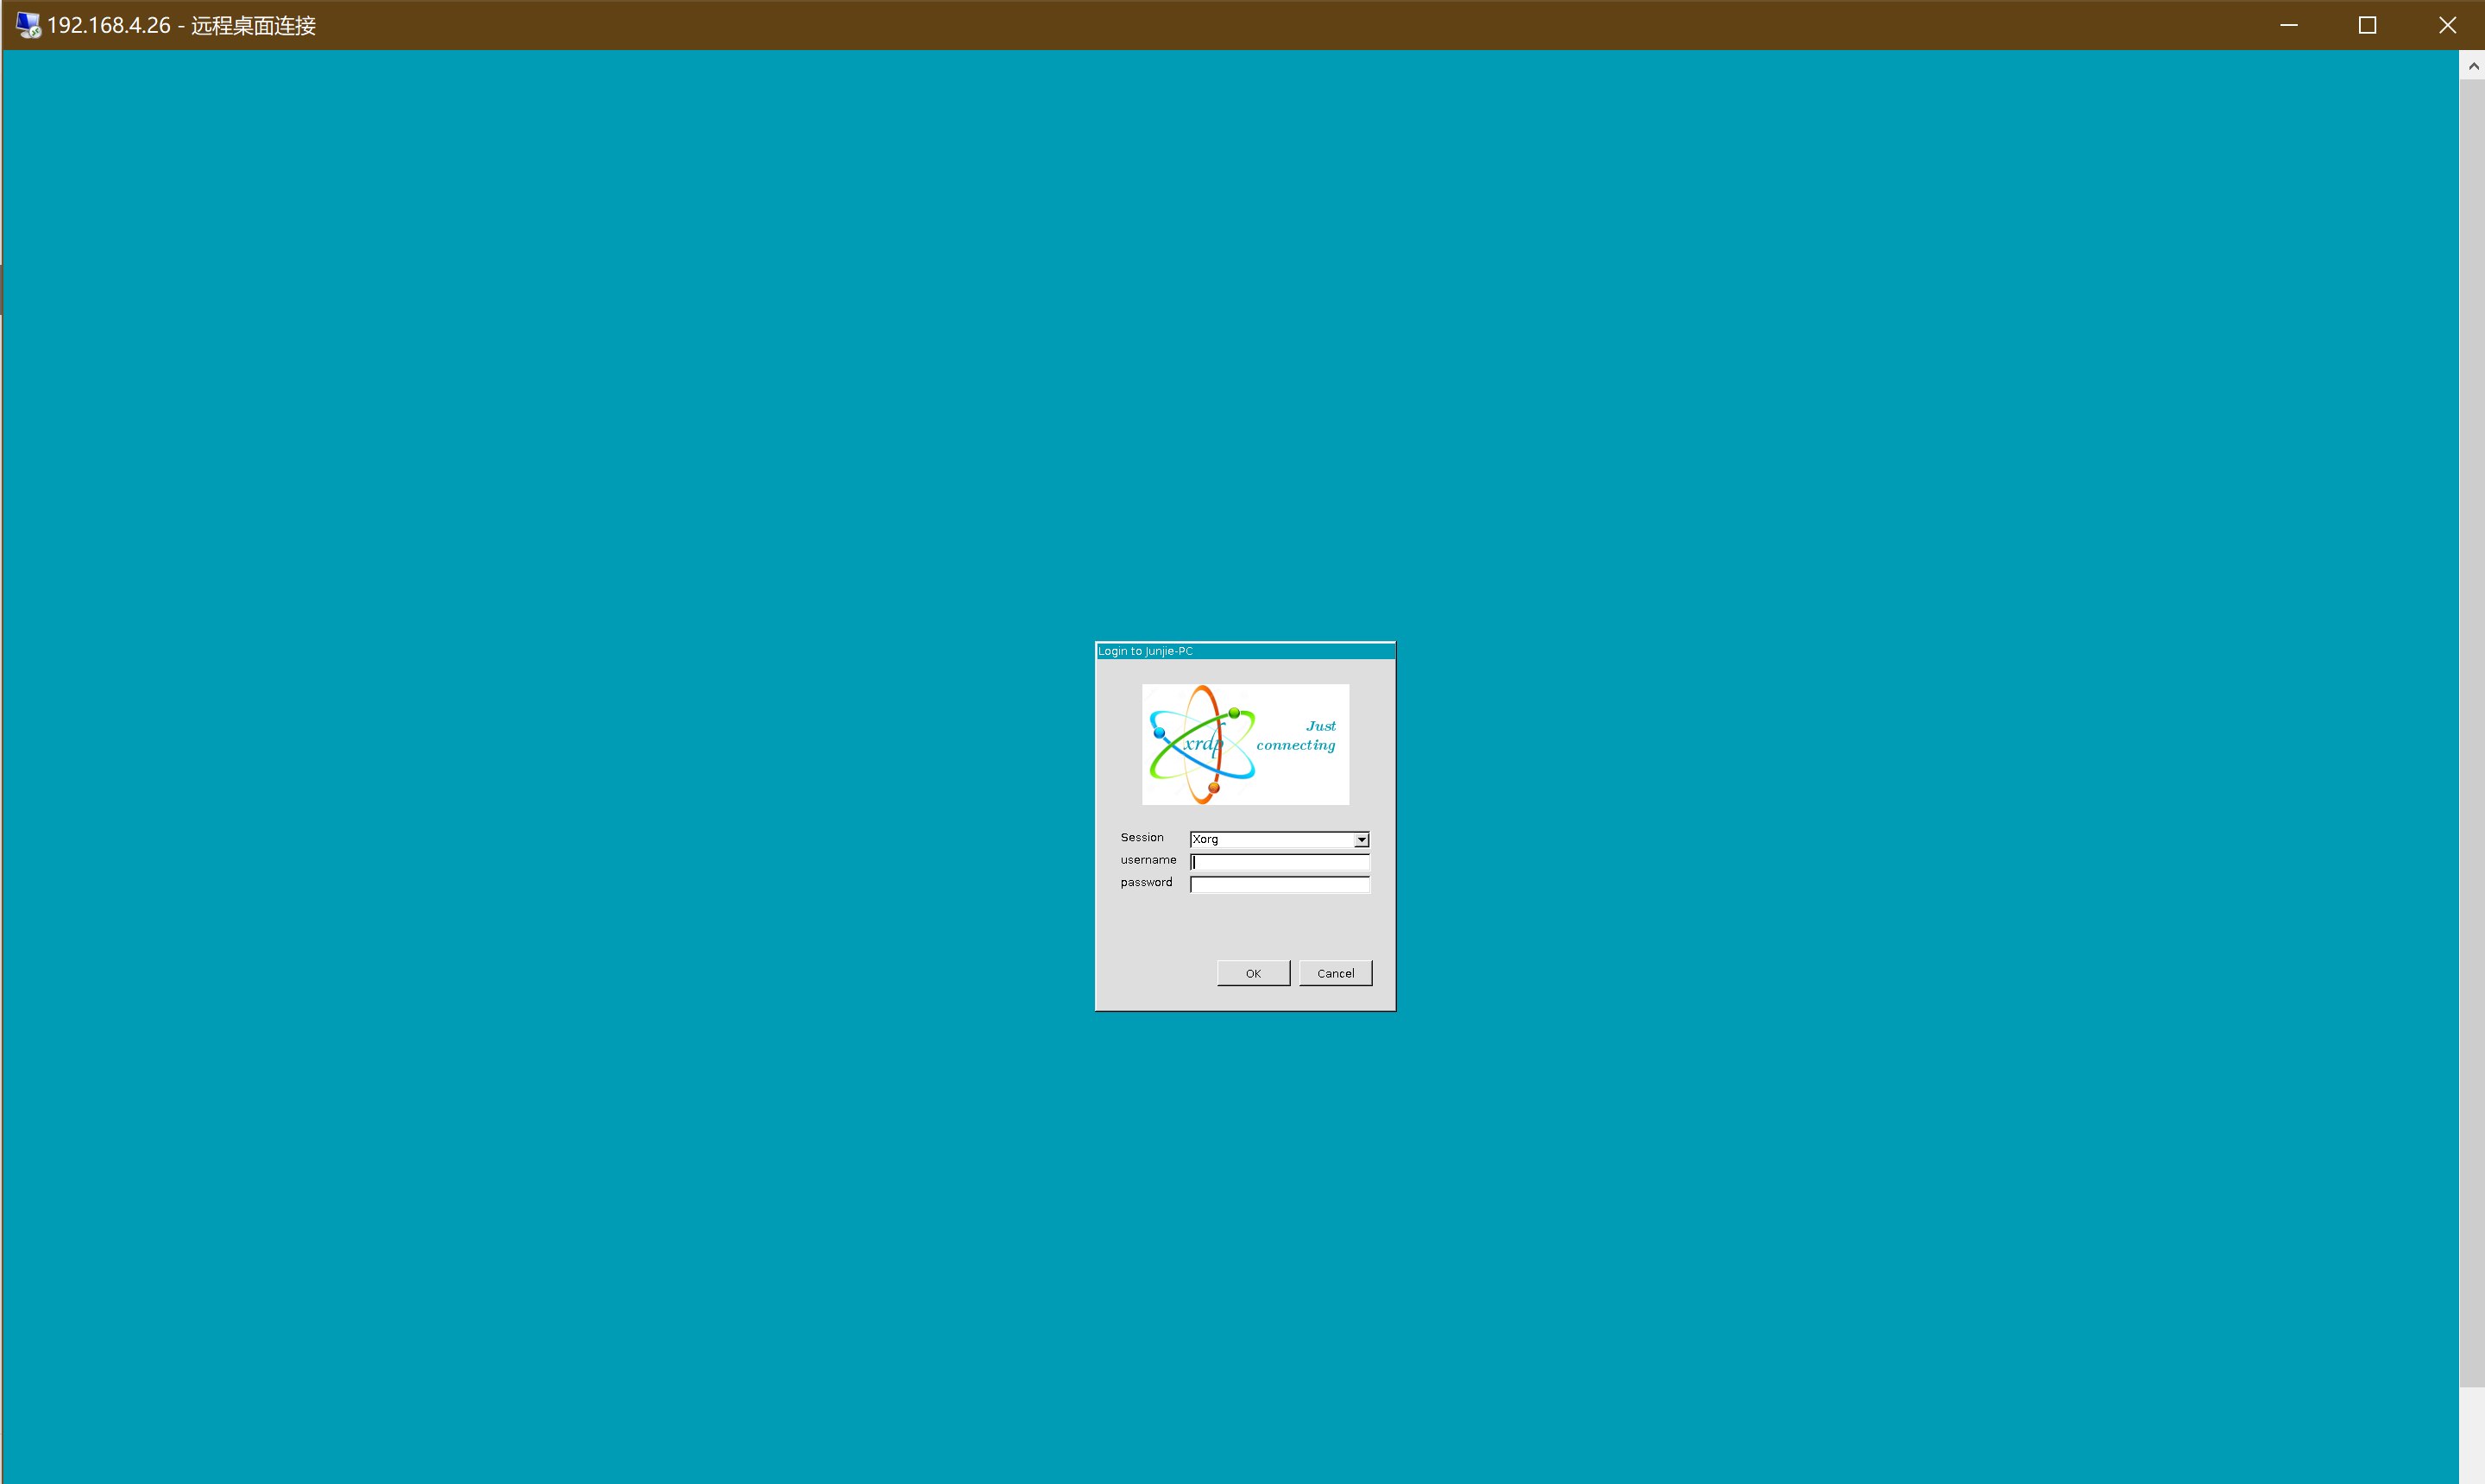 192.168.4.26 - 远程桌面连接
Login to Junjie-PC
xrdp
Just
connecting
Session
Xorg
username
password
OK
Cancel